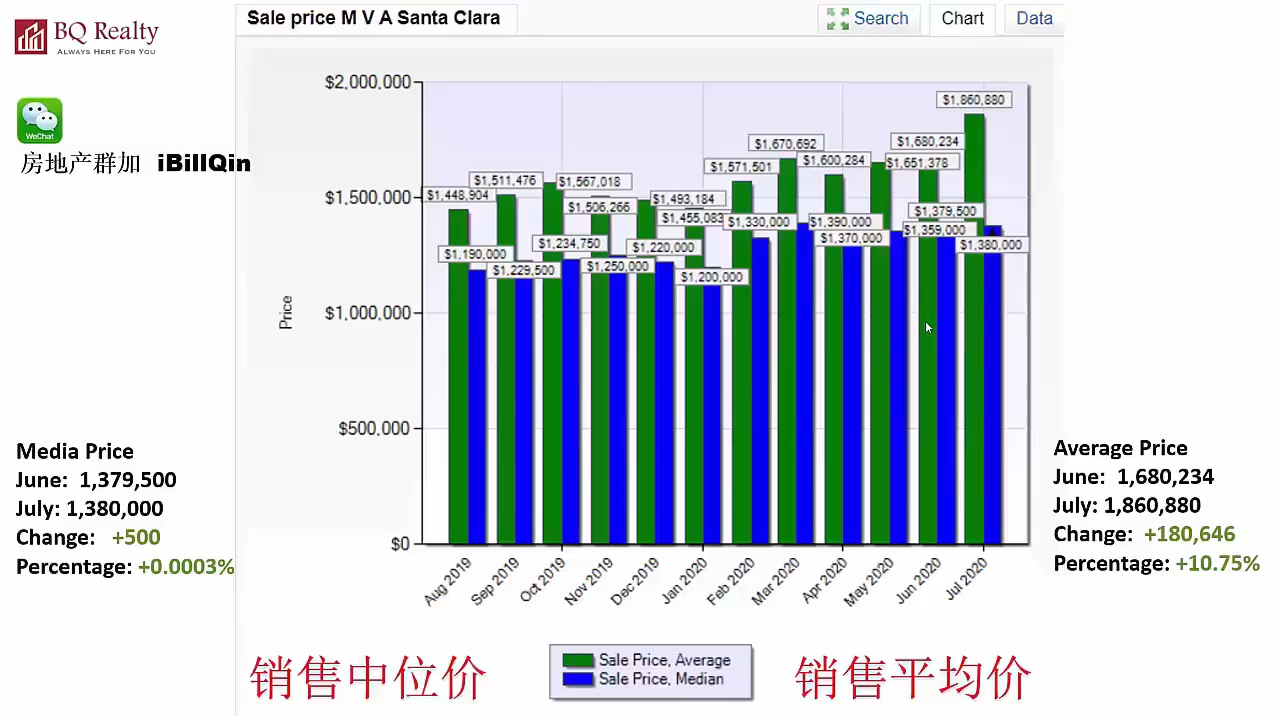 BQ Realty
ALWAYS HERE FOR YOU
WeChat
房地产群加 iBillQin
Sale price M V A Santa Clara
Search
Chart
Data
$2,000,000
$1,500,000
$1,000,000
$500,000
$0
Price
$1,448,904
$1,511,476
$1,567,018
$1,506,266
$1,493,184
$1,455,083
$1,571,501
$1,670,692
$1,600,284
$1,651,378
$1,680,234
$1,860,880
$1,190,000
$1,229,500
$1,234,750
$1,250,000
$1,220,000
$1,200,000
$1,330,000
$1,390,000
$1,370,000
$1,359,000
$1,379,500
$1,380,000
Aug 2019
Sep 2019
Oct 2019
Nov 2019
Dec 2019
Jan 2020
Feb 2020
Mar 2020
Apr 2020
May 2020
Jun 2020
Jul 2020
Media Price
June: 1,379,500
July: 1,380,000
Change: +500
Percentage: +0.0003%
Average Price
June: 1,680,234
July: 1,860,880
Change: +180,646
Percentage: +10.75%
销售中位价
Sale Price, Average
Sale Price, Median
销售平均价